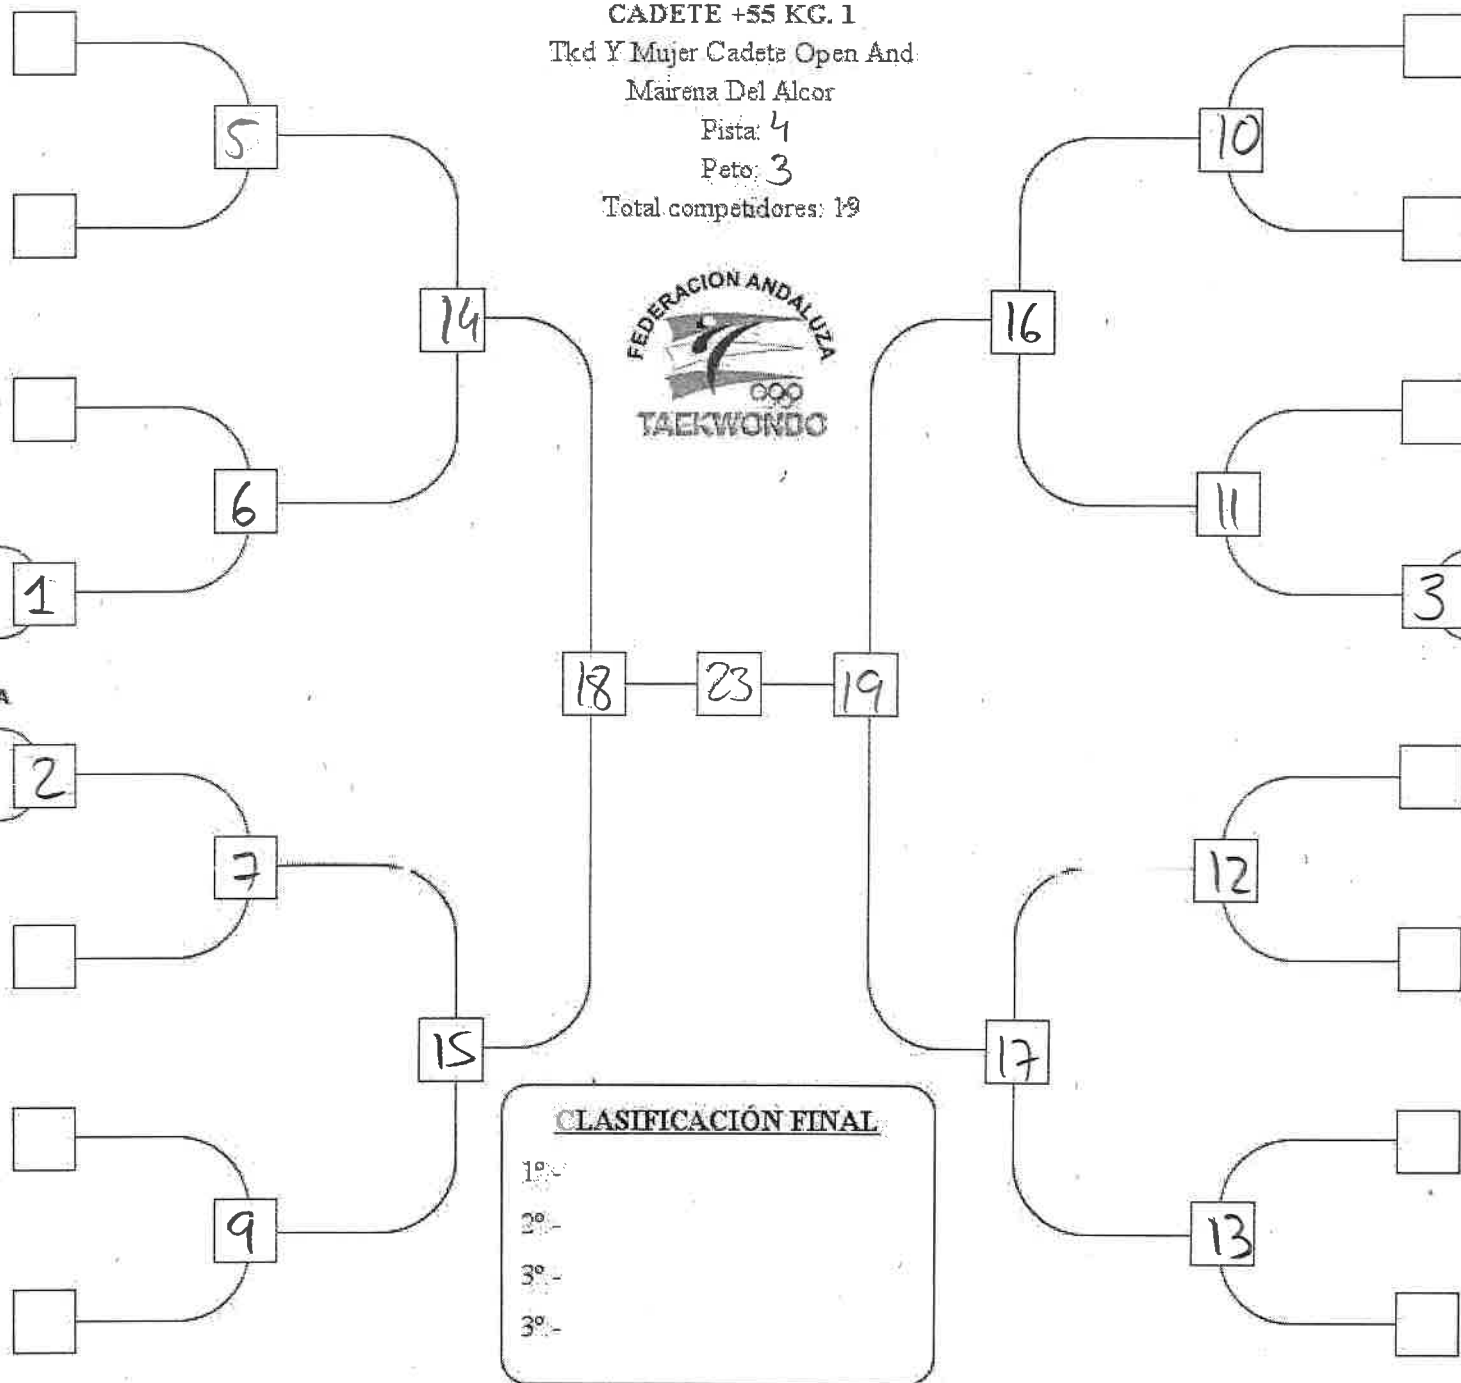 CADETE +55 KG. 1
Tkd Y Mujer Cadete Open And
Mairena Del Alcor
Pista: 4
Peto: 3
Total competidores: 19
FEDERACION ANDALUZA
TAEKWONDO
5
10
14
16
6
11
1
3
18
23
19
A
2
7
12
15
17
9
13
CLASIFICACIÓN FINAL
1º.-
2º.-
3º.-
3º.-